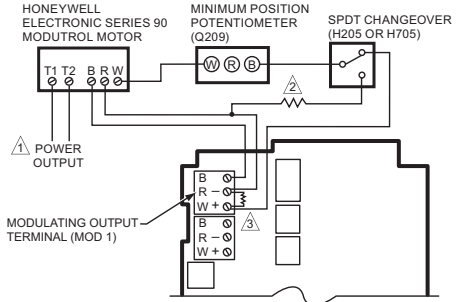 HONEYWELL
ELECTRONIC SERIES 90
MODUTROL MOTOR
MINIMUM POSITION
POTENTIOMETER
(Q209)
SPDT CHANGEOVER
(H205 OR H705)
T1 T2 B R W
W R B
2
1 POWER
OUTPUT
B
R –
W +
3
MODULATING OUTPUT
TERMINAL (MOD 1)
B
R –
W +